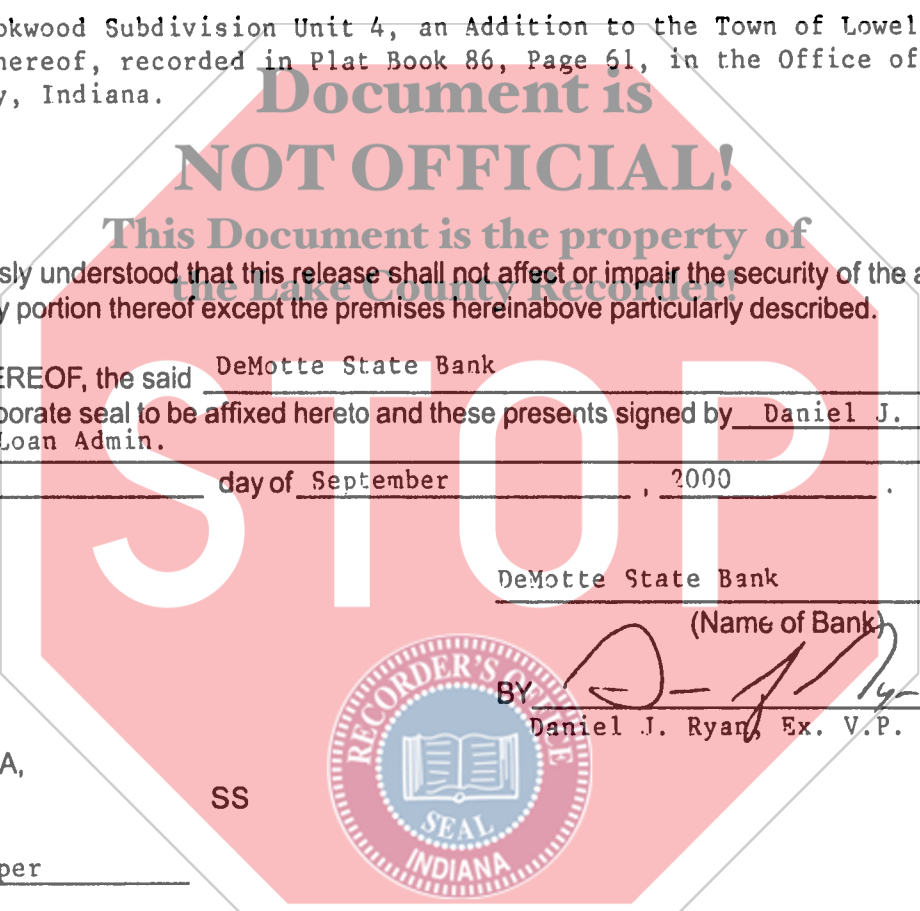 okwood Subdivision Unit 4, an Addition to the Town of Lowel
hereof, recorded in Plat Book 86, Page 61, in the Office of
y, Indiana.
Document is
NOT OFFICIAL!
This Document is the property of
the Lake County Recorder!
sly understood that this release shall not affect or impair the security of the a
y portion thereof except the premises hereinabove particularly described.
EREOF, the said DeMotte State Bank
porate seal to be affixed hereto and these presents signed by Daniel J.
Loan Admin.
day of September , 2000 .
STOP
DeMotte State Bank
(Name of Bank)
BY
Daniel J. Ryan, Ex. V.P.
A,
SS
per
RECORDER'S OFFICE
SEAL
INDIANA